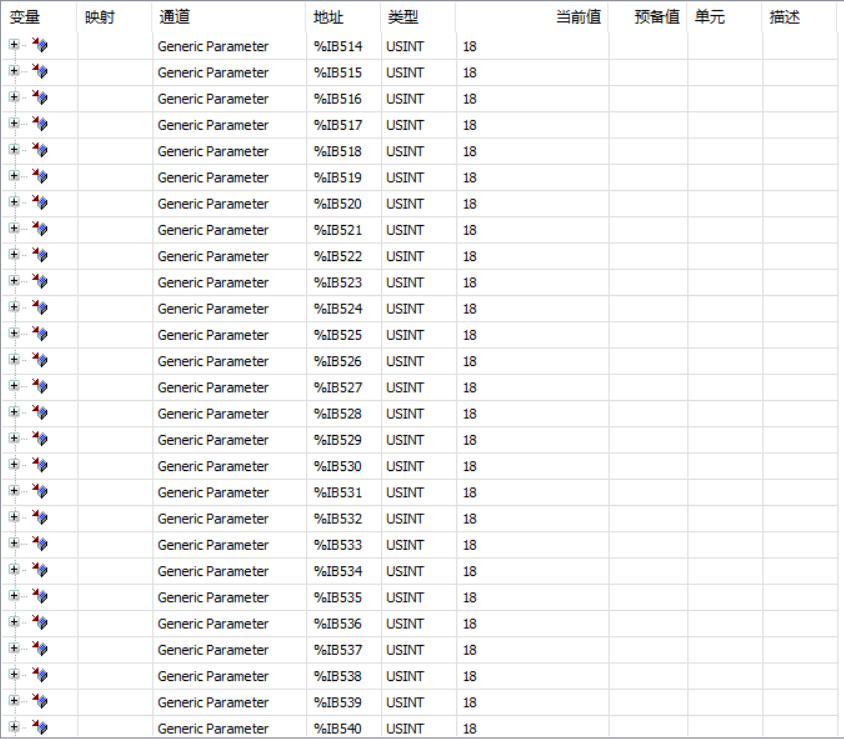 变量 映射 通道 地址 类型 当前值 预备值 单元 描述
Generic Parameter %IB514 USINT 18
Generic Parameter %IB515 USINT 18
Generic Parameter %IB516 USINT 18
Generic Parameter %IB517 USINT 18
Generic Parameter %IB518 USINT 18
Generic Parameter %IB519 USINT 18
Generic Parameter %IB520 USINT 18
Generic Parameter %IB521 USINT 18
Generic Parameter %IB522 USINT 18
Generic Parameter %IB523 USINT 18
Generic Parameter %IB524 USINT 18
Generic Parameter %IB525 USINT 18
Generic Parameter %IB526 USINT 18
Generic Parameter %IB527 USINT 18
Generic Parameter %IB528 USINT 18
Generic Parameter %IB529 USINT 18
Generic Parameter %IB530 USINT 18
Generic Parameter %IB531 USINT 18
Generic Parameter %IB532 USINT 18
Generic Parameter %IB533 USINT 18
Generic Parameter %IB534 USINT 18
Generic Parameter %IB535 USINT 18
Generic Parameter %IB536 USINT 18
Generic Parameter %IB537 USINT 18
Generic Parameter %IB538 USINT 18
Generic Parameter %IB539 USINT 18
Generic Parameter %IB540 USINT 18